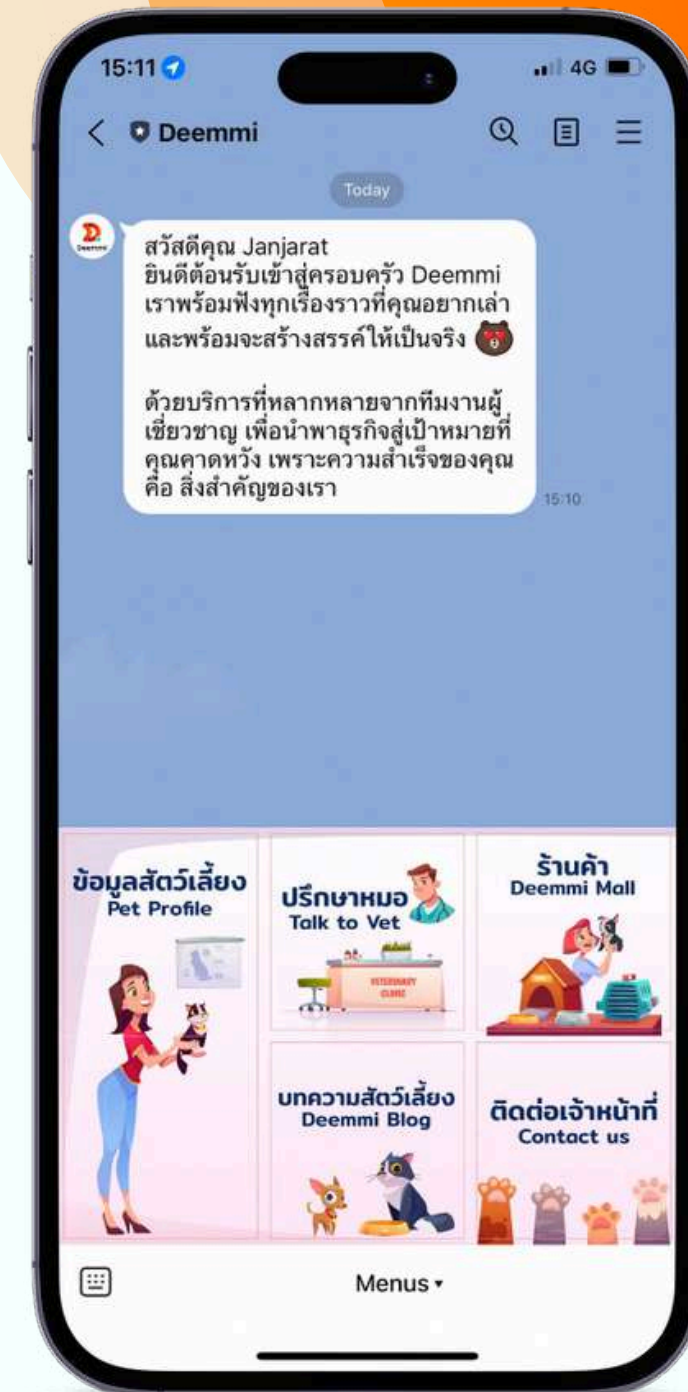 15:11
4G
Deemmi
Today
Deemmi
สวัสดีคุณ Janjarat
ยินดีต้อนรับเข้าสู่ครอบครัว Deemmi
เราพร้อมฟังทุกเรื่องราวที่คุณอยากเล่า
และพร้อมจะสร้างสรรค์ให้เป็นจริง
ด้วยบริการที่หลากหลายจากทีมงานผู้
เชี่ยวชาญ เพื่อนำพาธุรกิจสู่เป้าหมายที่
คุณคาดหวัง เพราะความสำเร็จของคุณ
คือ สิ่งสำคัญของเรา
15:10
ข้อมูลสัตว์เลี้ยง
Pet Profile
ปรึกษาหมอ
Talk to Vet
VETERINARY
CLINIC
ร้านค้า
Deemmi Mall
บทความสัตว์เลี้ยง
Deemmi Blog
ติดต่อเจ้าหน้าที่
Contact us
Menus